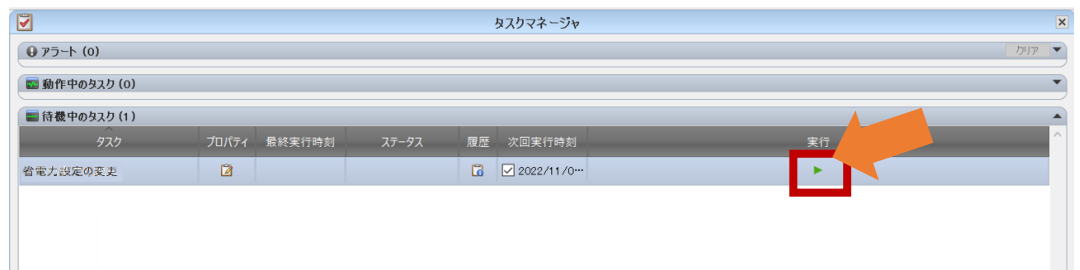 タスクマネージャ
アラート (0)
クリア
動作中のタスク (0)
待機中のタスク (1)
タスク プロパティ 最終実行時刻 ステータス 履歴 次回実行時刻 実行
省電力設定の変更 2022/11/0…